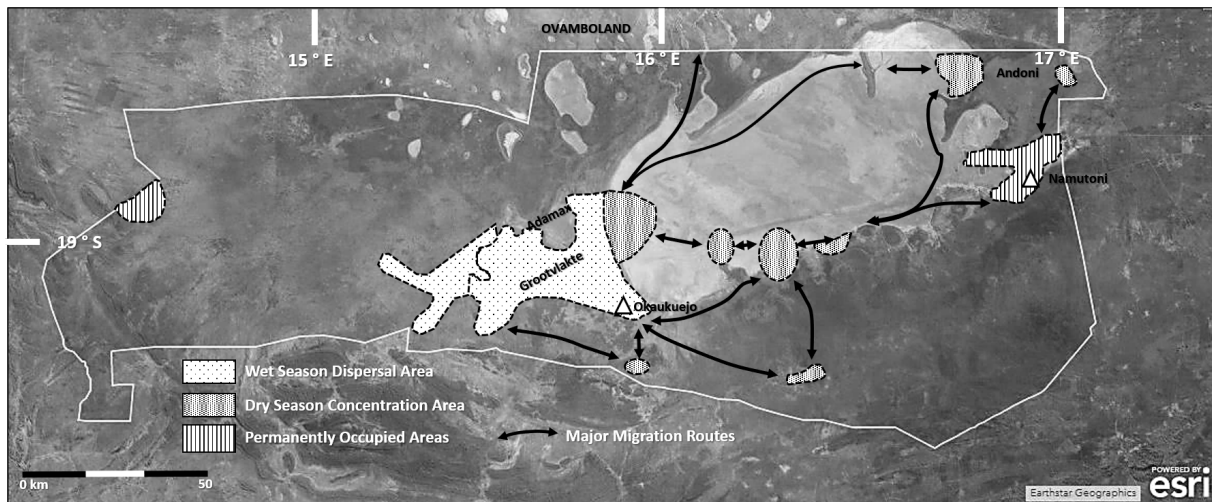 OVAMBOLAND
15 ° E
16 ° E
17 ° E
Andoni
Namutoni
19 ° S
Adamax
Grootvlakte
Okaukuejo
Wet Season Dispersal Area
Dry Season Concentration Area
Permanently Occupied Areas
Major Migration Routes
0 km
50
Earthstar Geographics
POWERED BY
esri